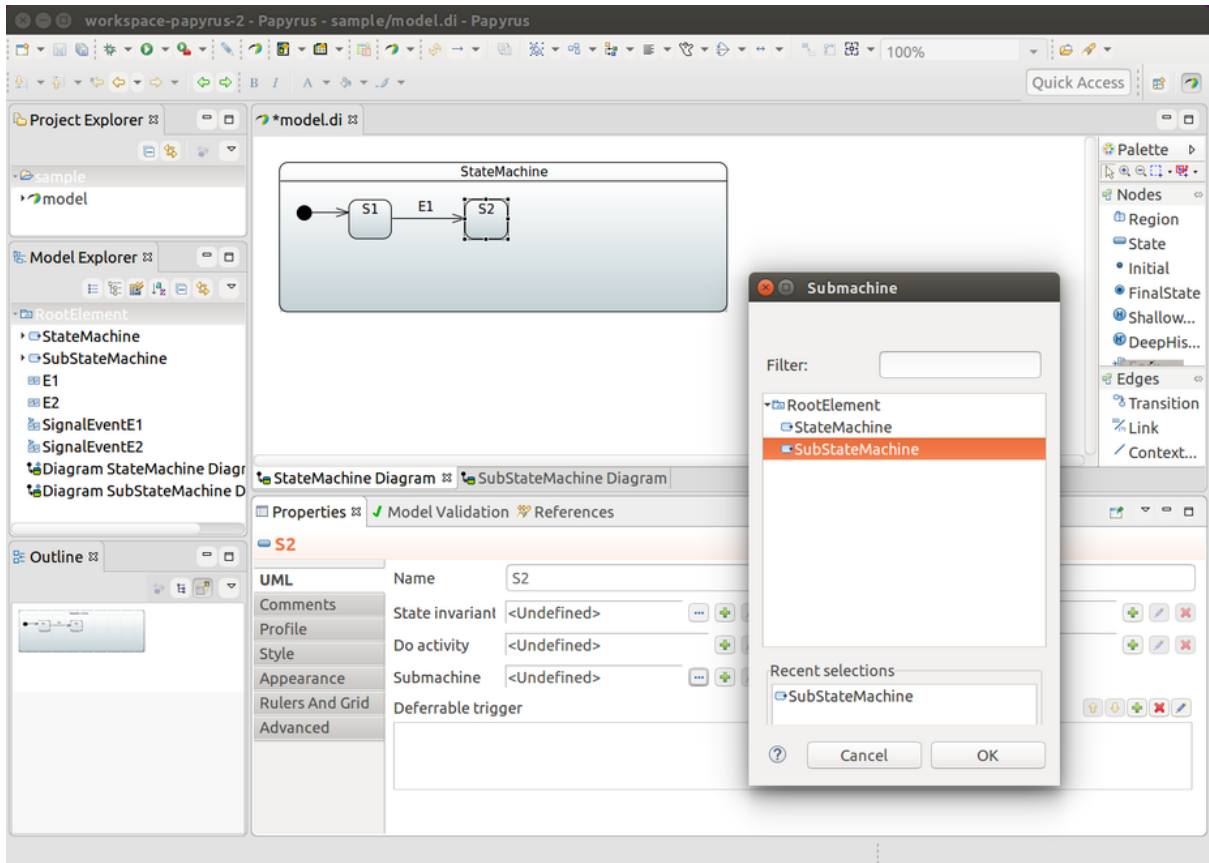 workspace-papyrus-2 - Papyrus - sample/model.di - Papyrus
100%
B I A
Quick Access
Project Explorer
sample
model
*model.di
StateMachine
S1
E1
S2
Palette
Nodes
Region
State
Initial
FinalState
Shallow...
DeepHis...
Edges
Transition
Link
Context...
Model Explorer
RootElement
StateMachine
SubStateMachine
E1
E2
SignalEventE1
SignalEventE2
Diagram StateMachine Diagr
Diagram SubStateMachine D
StateMachine Diagram
SubStateMachine Diagram
Outline
Properties
Model Validation
References
S2
UML
Comments
Profile
Style
Appearance
Rulers And Grid
Advanced
Name S2
State invariant <Undefined>
Do activity <Undefined>
Submachine <Undefined>
Deferrable trigger
Submachine
Filter:
RootElement
StateMachine
SubStateMachine
Recent selections
SubStateMachine
Cancel
OK